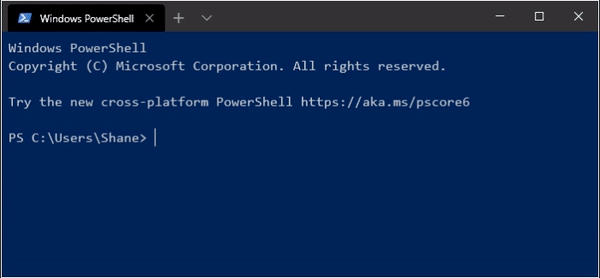 Windows PowerShell
Windows PowerShell
Copyright (C) Microsoft Corporation. All rights reserved.
Try the new cross-platform PowerShell https://aka.ms/pscore6
PS C:\Users\Shane>